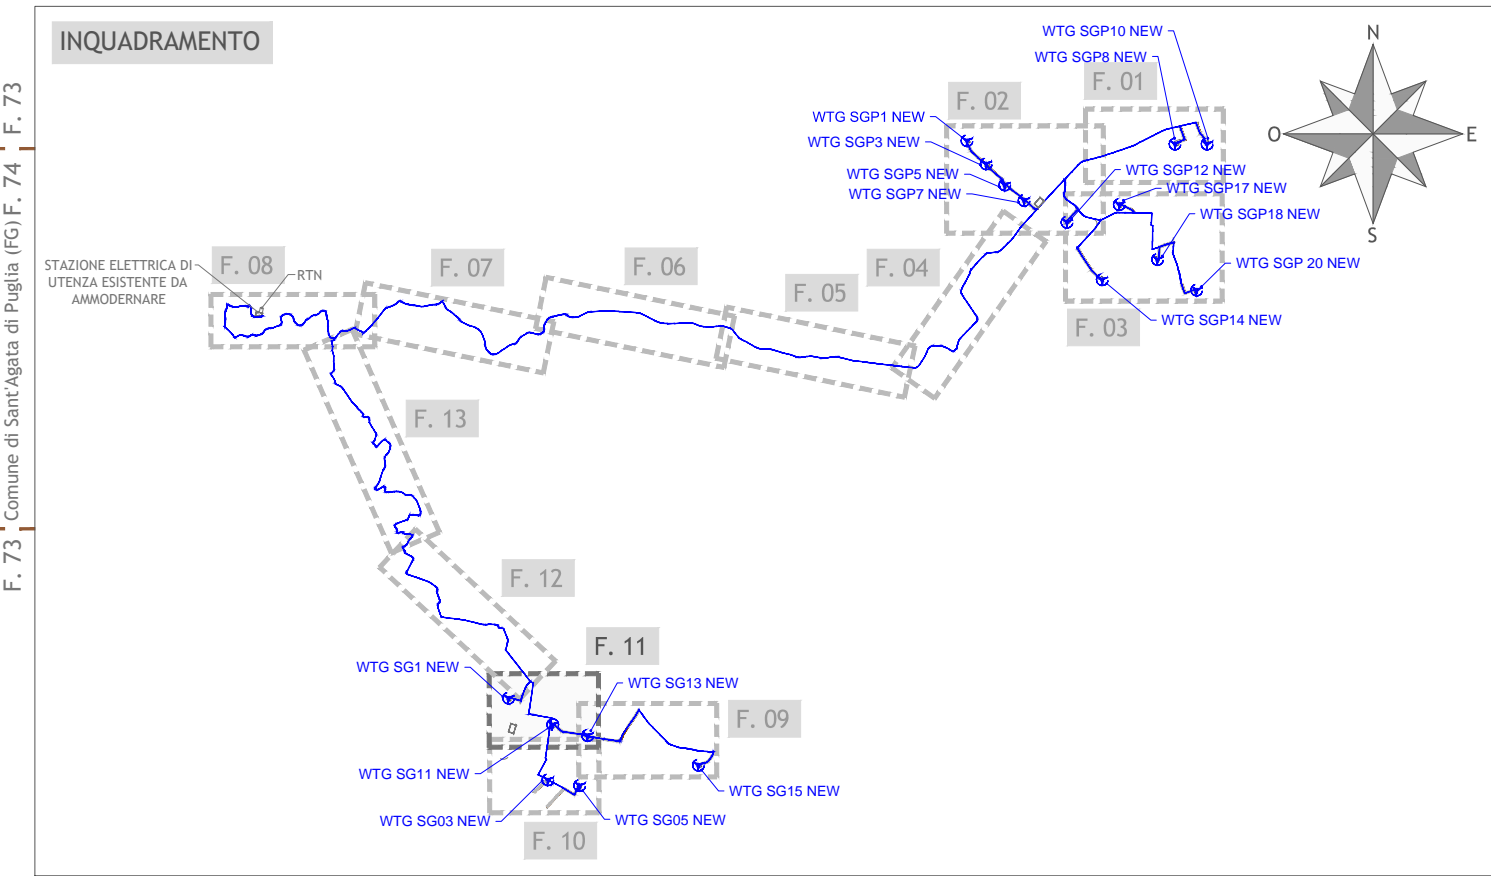 INQUADRAMENTO
F. 73
F. 74
Comune di Sant'Agata di Puglia (FG)
F. 73
N
O
E
S
WTG SGP10 NEW
WTG SGP8 NEW
F. 01
F. 02
WTG SGP1 NEW
WTG SGP3 NEW
WTG SGP5 NEW
WTG SGP7 NEW
WTG SGP12 NEW
WTG SGP17 NEW
WTG SGP18 NEW
WTG SGP 20 NEW
WTG SGP14 NEW
F. 03
F. 04
F. 05
F. 06
F. 07
F. 08
STAZIONE ELETTRICA DI
UTENZA ESISTENTE DA
AMMODERNARE
RTN
F. 13
F. 12
F. 11
WTG SG1 NEW
WTG SG13 NEW
F. 09
WTG SG11 NEW
WTG SG15 NEW
WTG SG03 NEW
WTG SG05 NEW
F. 10